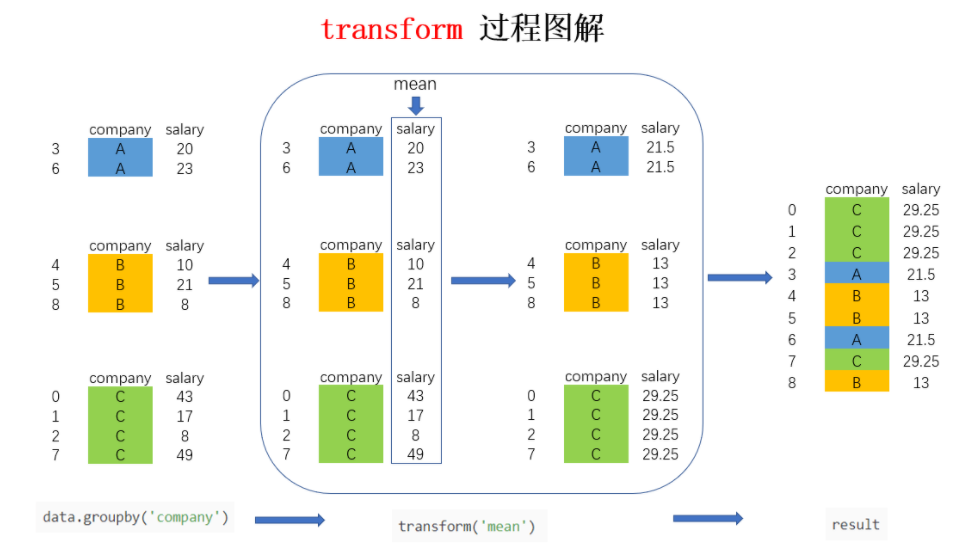 transform 过程图解
mean
company salary
3 A 20
6 A 23
company salary
4 B 10
5 B 21
8 B 8
company salary
0 C 43
1 C 17
2 C 8
7 C 49
company salary
3 A 20
6 A 23
company salary
4 B 10
5 B 21
8 B 8
company salary
0 C 43
1 C 17
2 C 8
7 C 49
company salary
3 A 21.5
6 A 21.5
company salary
4 B 13
5 B 13
8 B 13
company salary
0 C 29.25
1 C 29.25
2 C 29.25
7 C 29.25
company salary
0 C 29.25
1 C 29.25
2 C 29.25
3 A 21.5
4 B 13
5 B 13
6 A 21.5
7 C 29.25
8 B 13
data.groupby('company')
transform('mean')
result